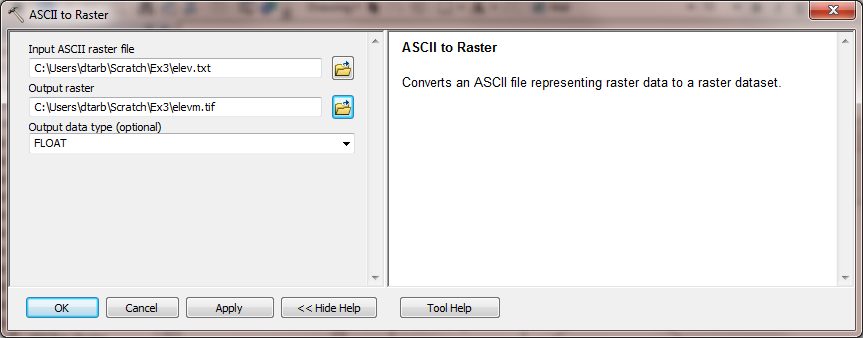 ASCII to Raster
Input ASCII raster file
C:\Users\dtarb\Scratch\Ex3\elev.txt
Output raster
C:\Users\dtarb\Scratch\Ex3\elevm.tif
Output data type (optional)
FLOAT
ASCII to Raster
Converts an ASCII file representing raster data to a raster dataset.
OK
Cancel
Apply
<< Hide Help
Tool Help